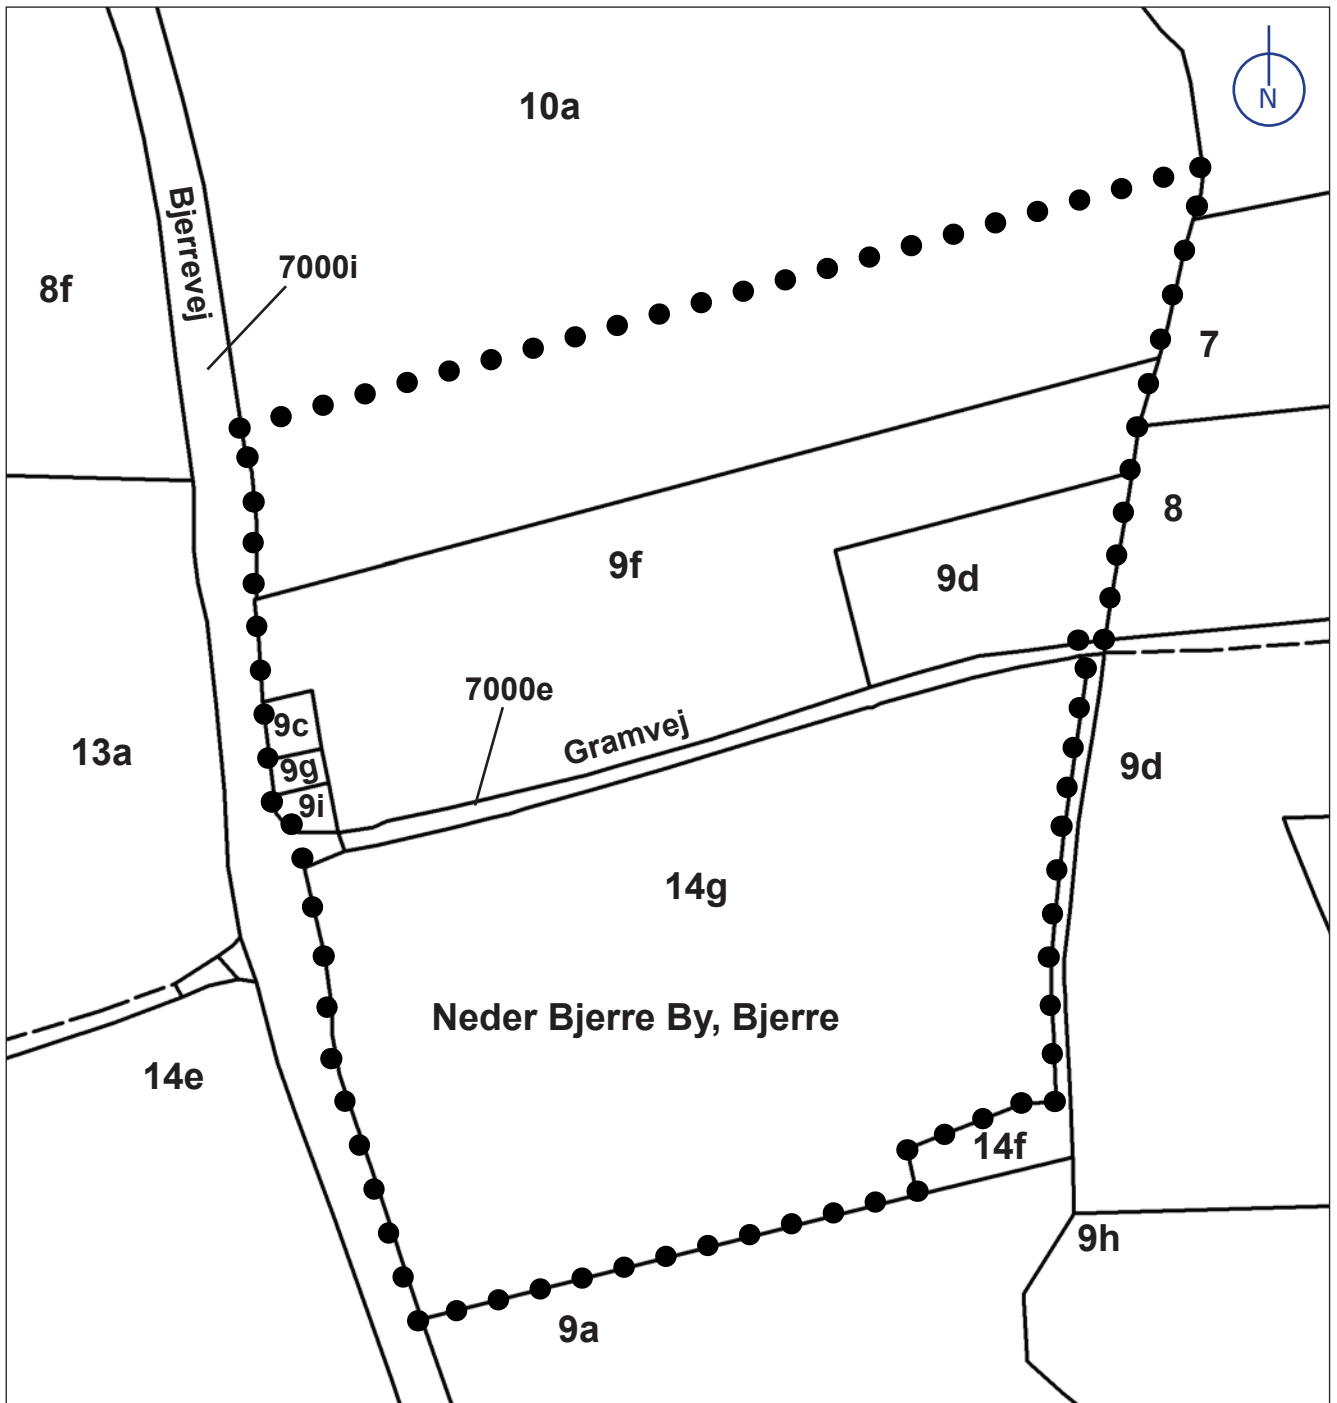 10a
N
Bjerrevej
7000i
8f
7
8
9f
9d
7000e
9c
Gramvej
13a
9g
9d
9i
14g
Neder Bjerre By, Bjerre
14e
14f
9h
9a